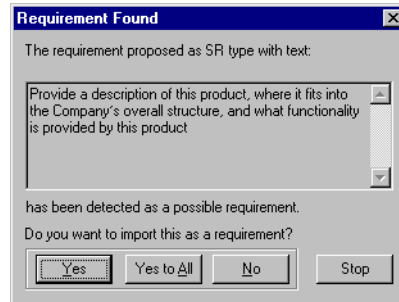 Requirement Found
The requirement proposed as SR type with text:
Provide a description of this product, where it fits into
the Company's overall structure, and what functionality
is provided by this product
has been detected as a possible requirement.
Do you want to import this as a requirement?
Yes Yes to All No Stop